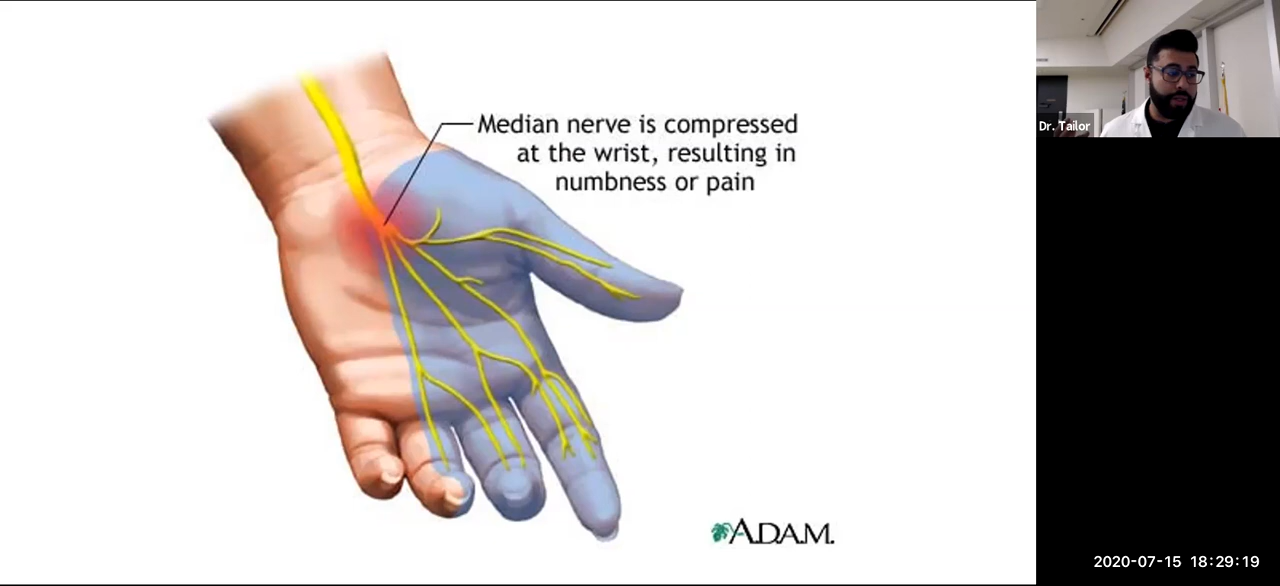 Median nerve is compressed
at the wrist, resulting in
numbness or pain
A.D.A.M.
Dr. Tailor
2020-07-15 18:29:19